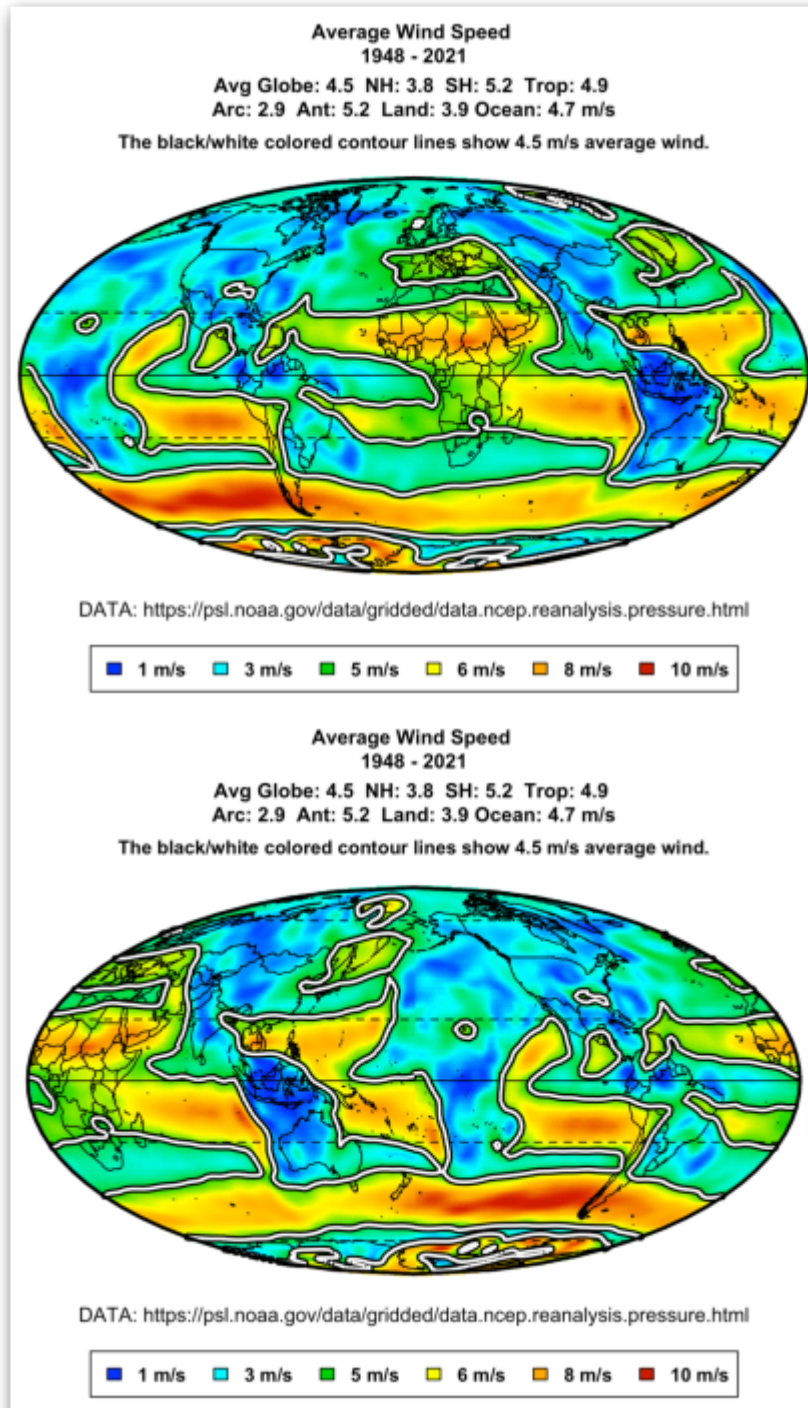 Average Wind Speed
1948 - 2021
Avg Globe: 4.5 NH: 3.8 SH: 5.2 Trop: 4.9
Arc: 2.9 Ant: 5.2 Land: 3.9 Ocean: 4.7 m/s
The black/white colored contour lines show 4.5 m/s average wind.
DATA: https://psl.noaa.gov/data/gridded/data.ncep.reanalysis.pressure.html
1 m/s 3 m/s 5 m/s 6 m/s 8 m/s 10 m/s
Average Wind Speed
1948 - 2021
Avg Globe: 4.5 NH: 3.8 SH: 5.2 Trop: 4.9
Arc: 2.9 Ant: 5.2 Land: 3.9 Ocean: 4.7 m/s
The black/white colored contour lines show 4.5 m/s average wind.
DATA: https://psl.noaa.gov/data/gridded/data.ncep.reanalysis.pressure.html
1 m/s 3 m/s 5 m/s 6 m/s 8 m/s 10 m/s